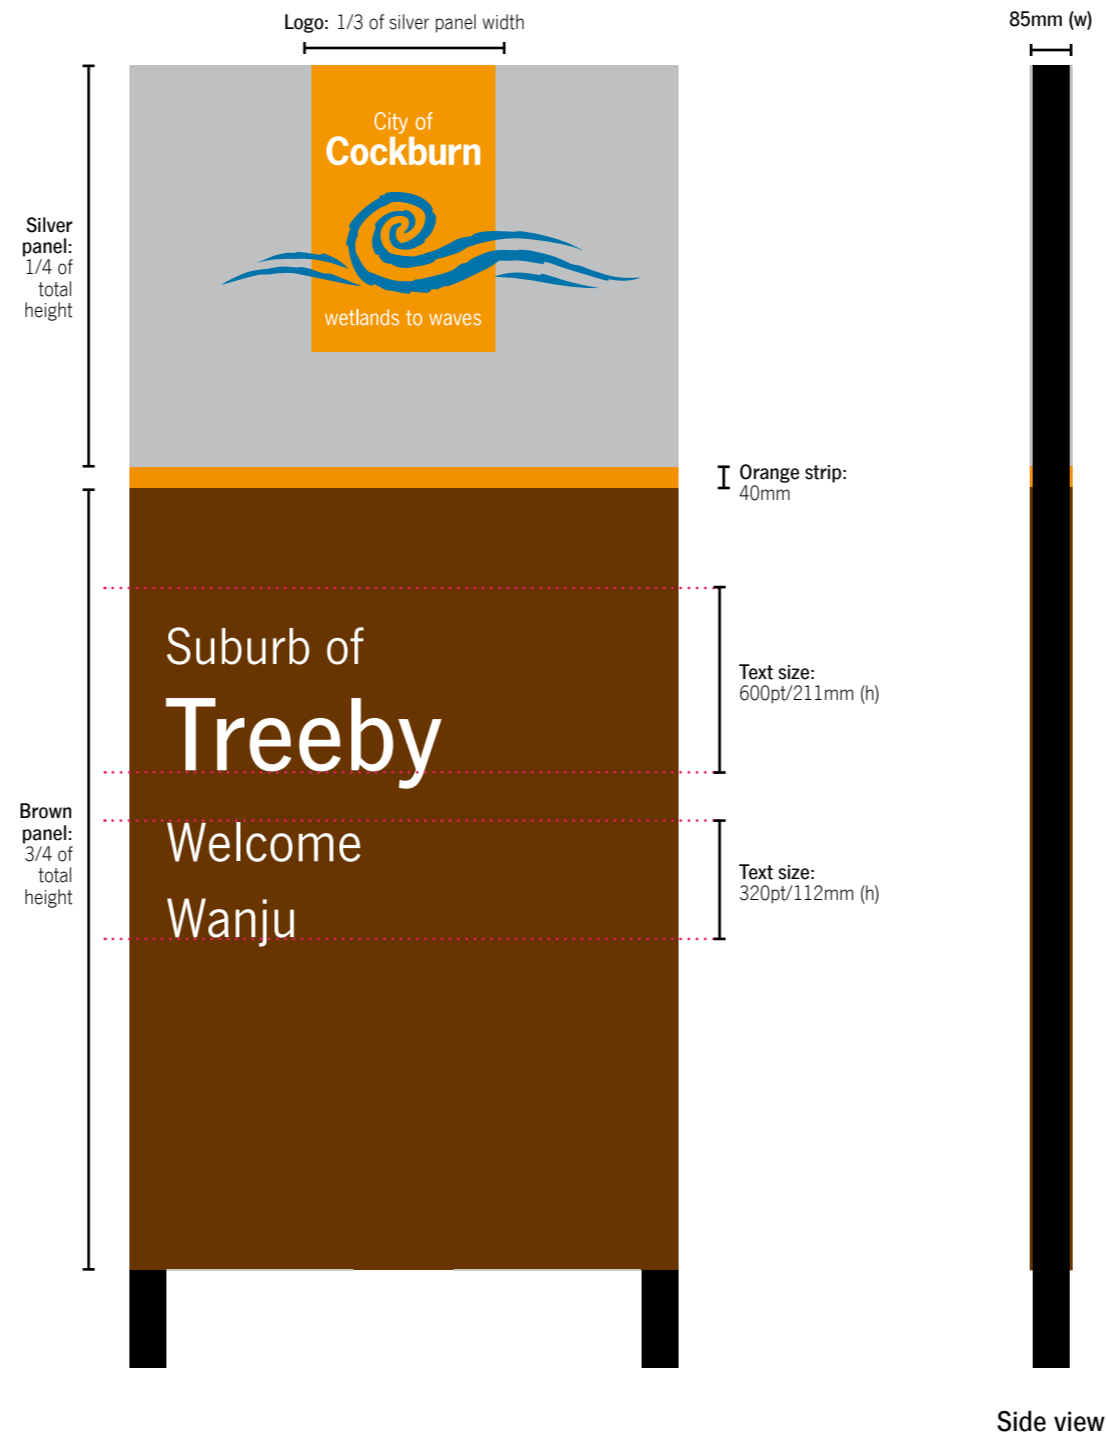 Logo: 1/3 of silver panel width
85mm (w)
City of
Cockburn
wetlands to waves
Silver
panel:
1/4 of
total
height
Orange strip:
40mm
Suburb of
Treeby
Text size:
600pt/211mm (h)
Welcome
Wanju
Text size:
320pt/112mm (h)
Brown
panel:
3/4 of
total
height
Side view